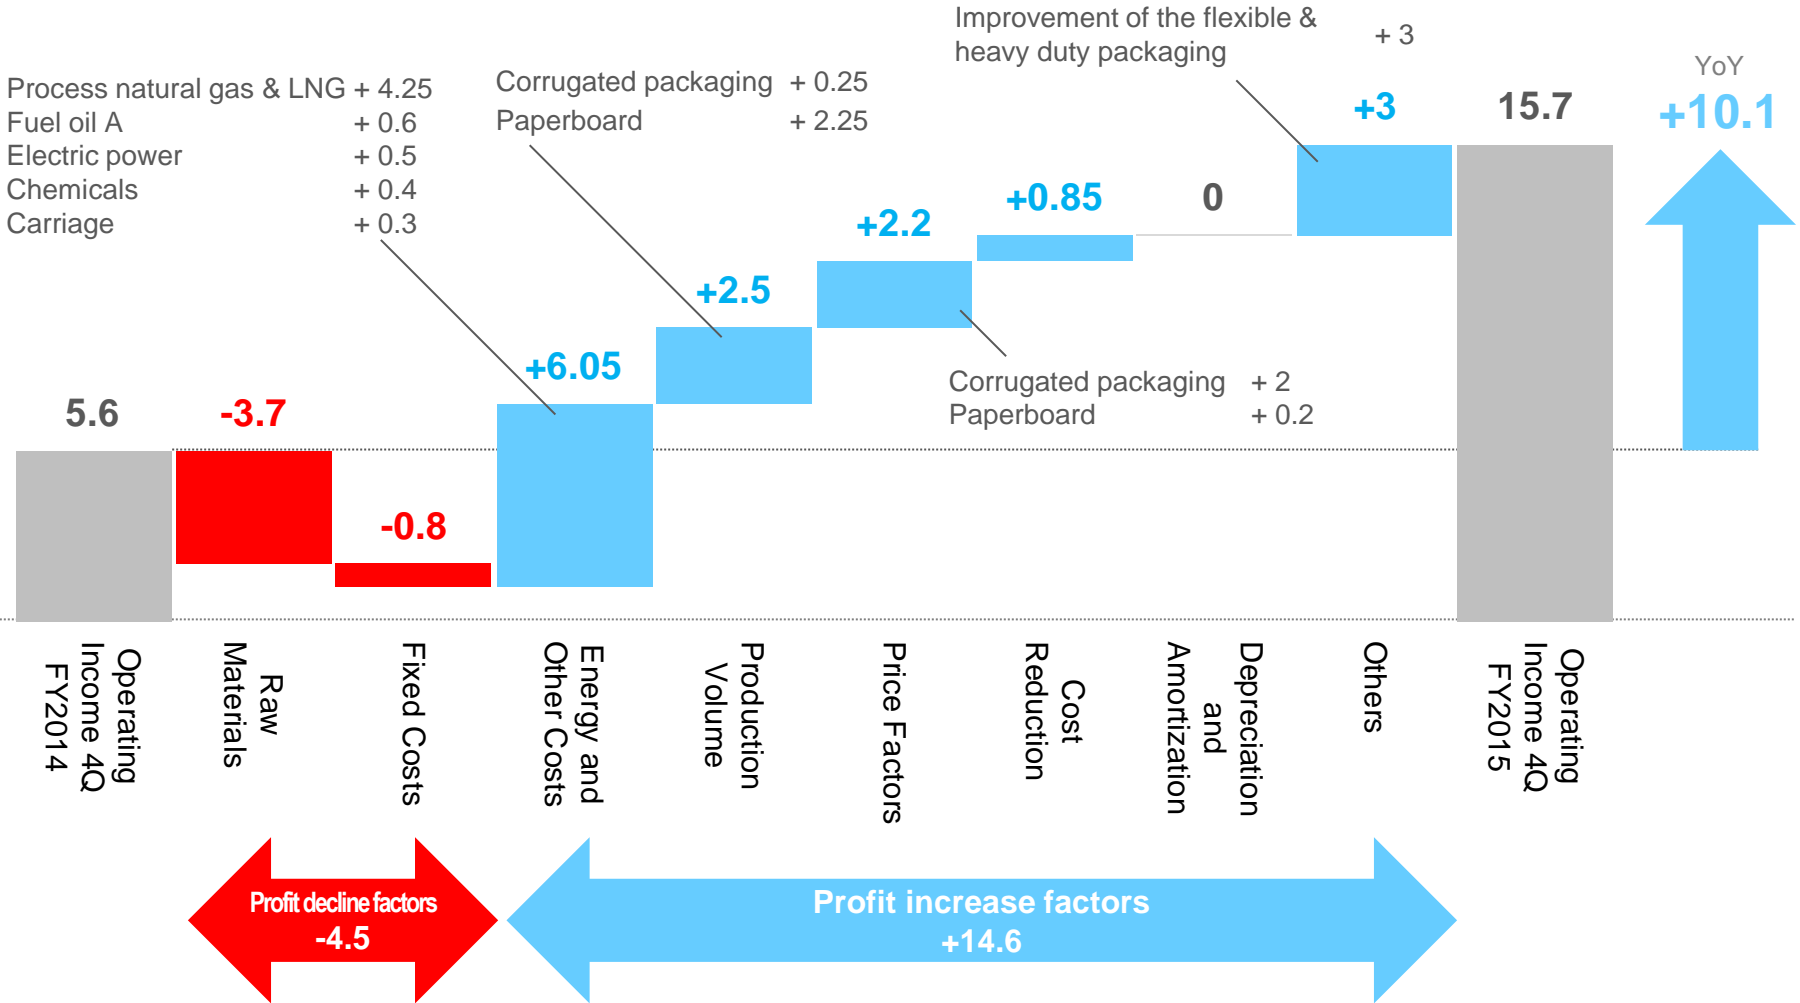 Improvement of the flexible &
heavy duty packaging + 3
Process natural gas & LNG + 4.25
Fuel oil A + 0.6
Electric power + 0.5
Chemicals + 0.4
Carriage + 0.3
Corrugated packaging + 0.25
Paperboard + 2.25
YoY
+10.1
5.6
-3.7
-0.8
+6.05
+2.5
+2.2
+0.85
0
+3
15.7
Corrugated packaging + 2
Paperboard + 0.2
Operating
Income 4Q
FY2014
Raw
Materials
Fixed Costs
Energy and
Other Costs
Production
Volume
Price Factors
Cost
Reduction
Depreciation
and
Amortization
Others
Operating
Income 4Q
FY2015
Profit decline factors
-4.5
Profit increase factors
+14.6